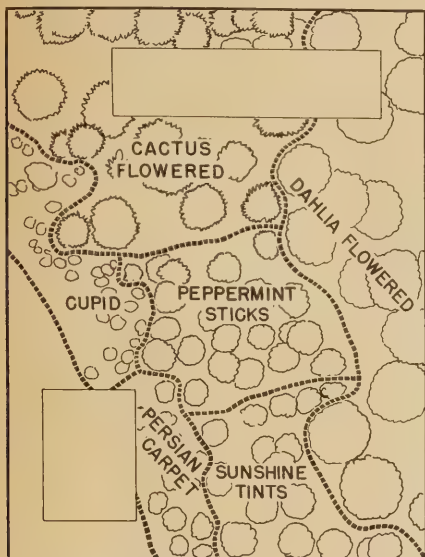 CACTUS
FLOWERED
DAHLIA FLOWERED
CUPID
PEPPERMINT
STICKS
PERSIAN
CARPET
SUNSHINE
TINTS